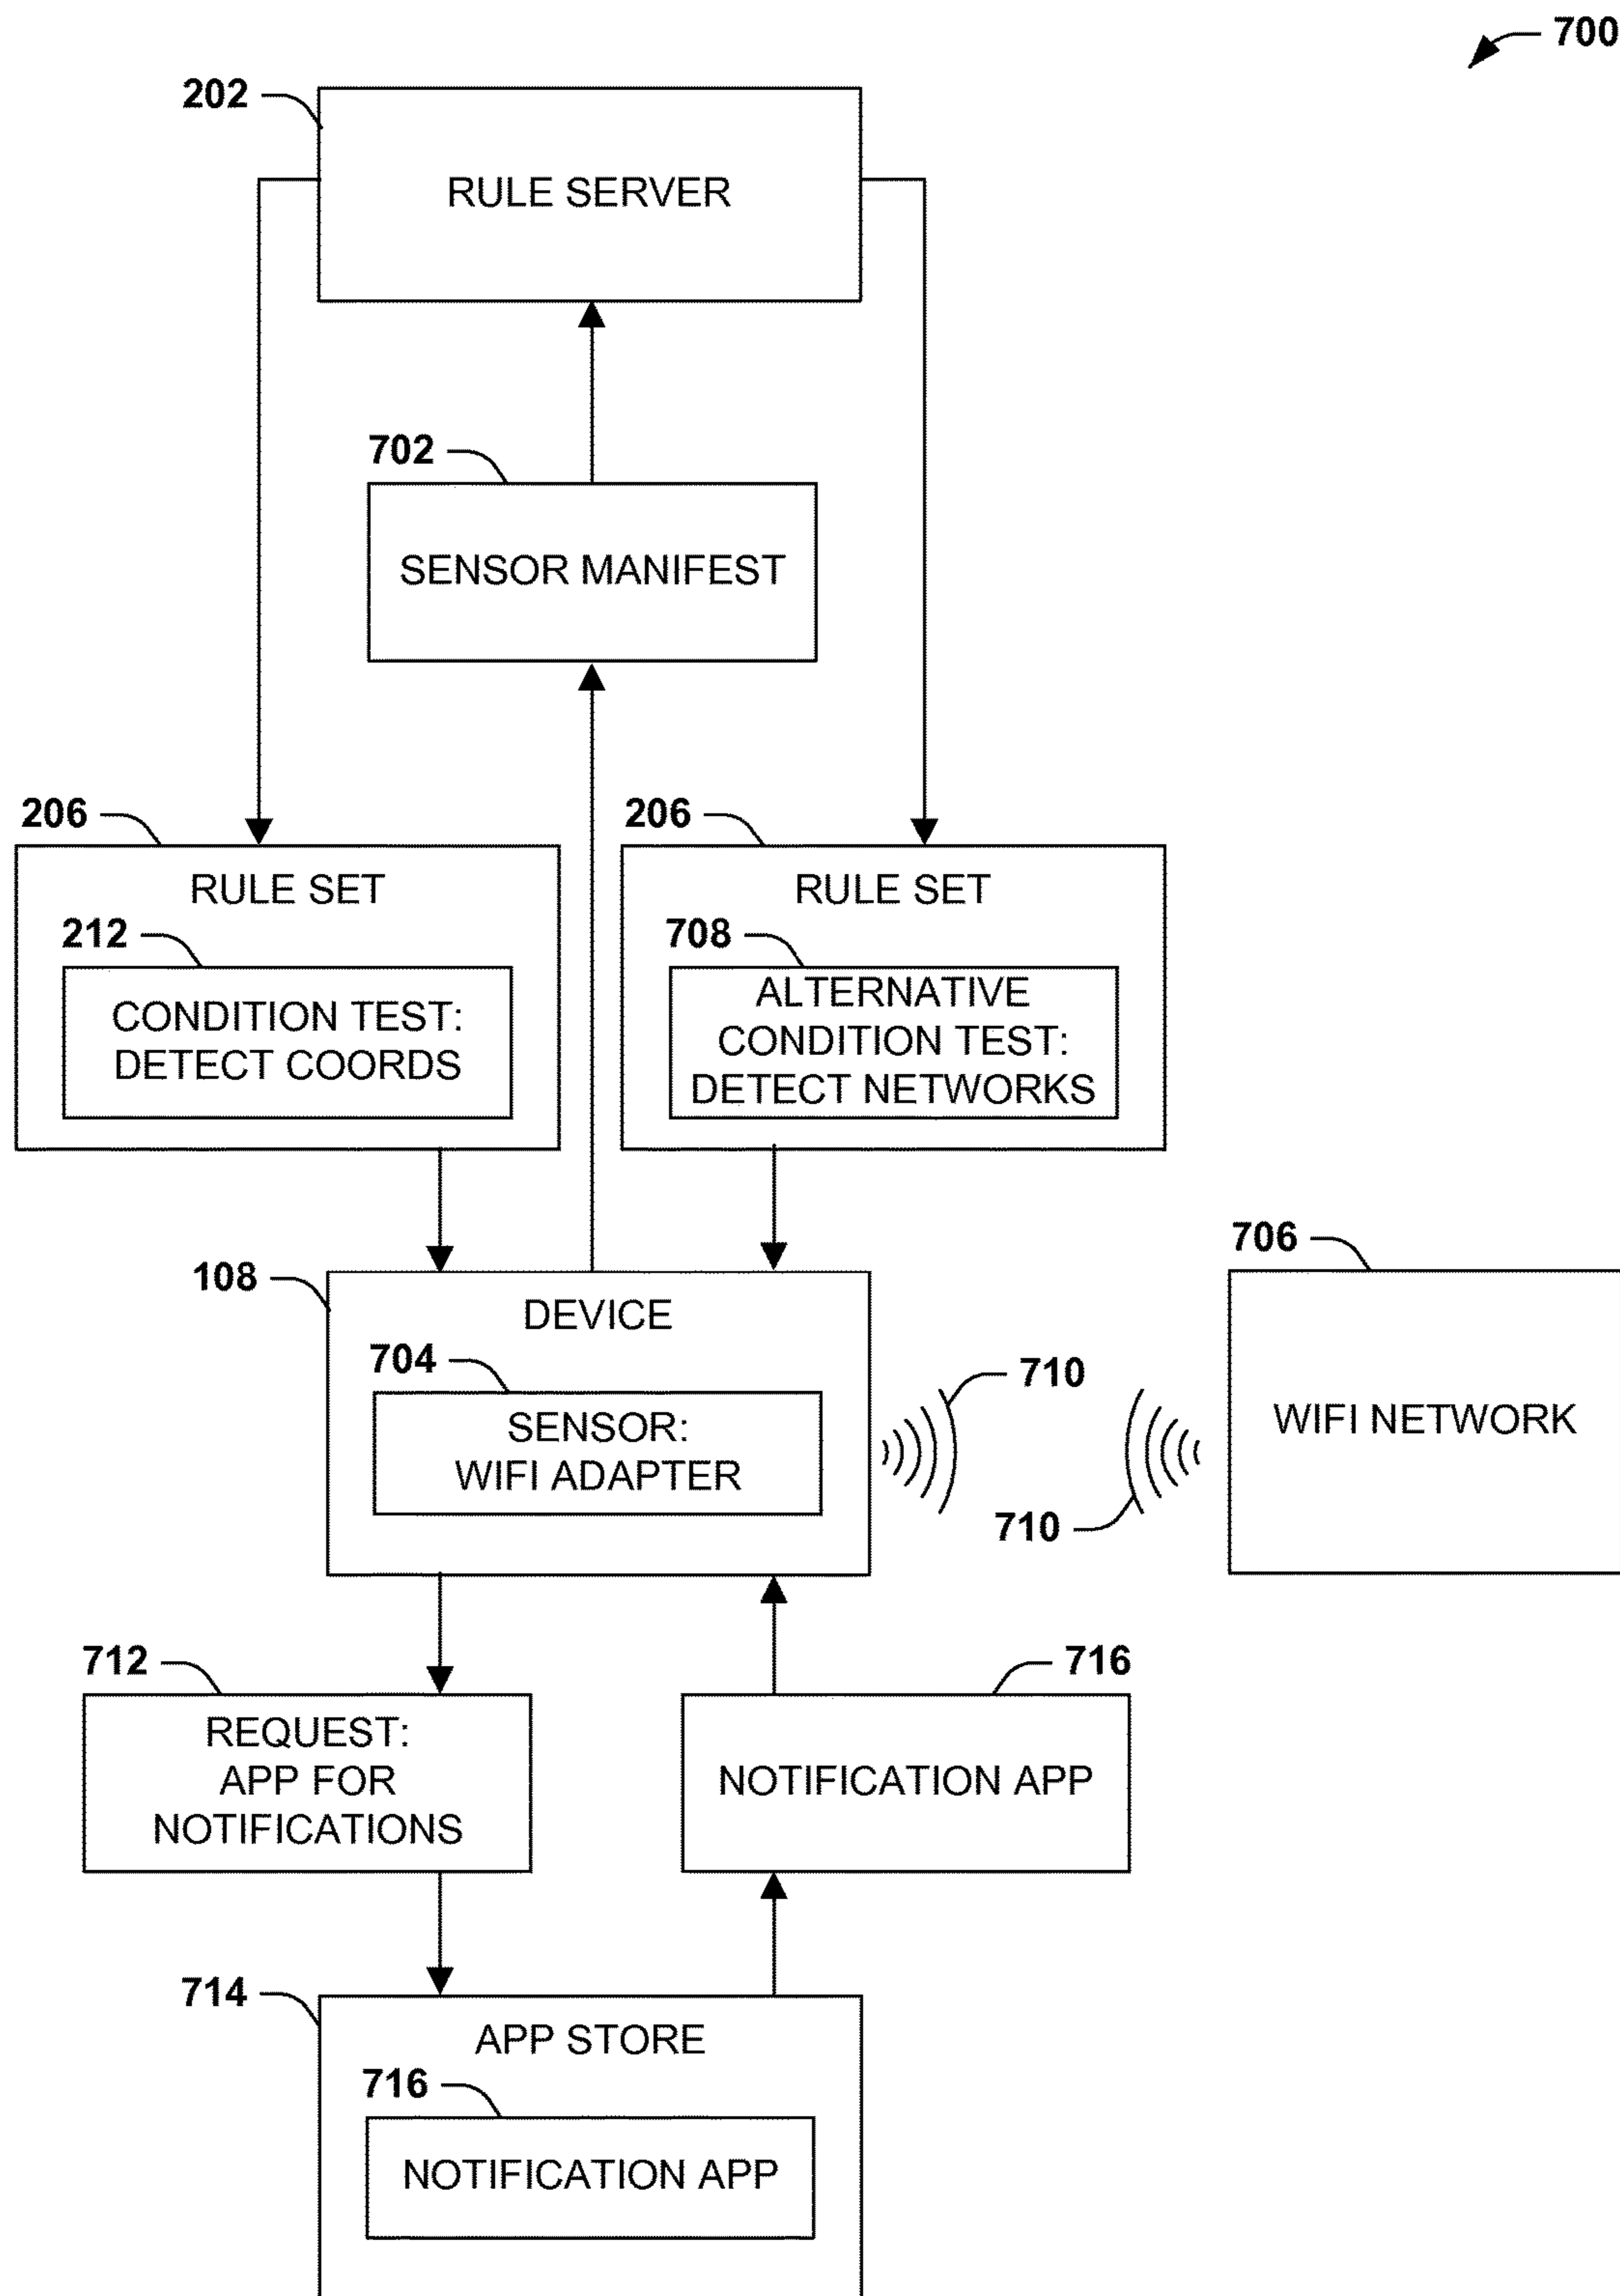 700
202
RULE SERVER
702
SENSOR MANIFEST
206
RULE SET
212
CONDITION TEST:
DETECT COORDS
206
RULE SET
708
ALTERNATIVE
CONDITION TEST:
DETECT NETWORKS
108
DEVICE
704
SENSOR:
WIFI ADAPTER
710
710
706
WIFI NETWORK
712
REQUEST:
APP FOR
NOTIFICATIONS
716
NOTIFICATION APP
714
APP STORE
716
NOTIFICATION APP